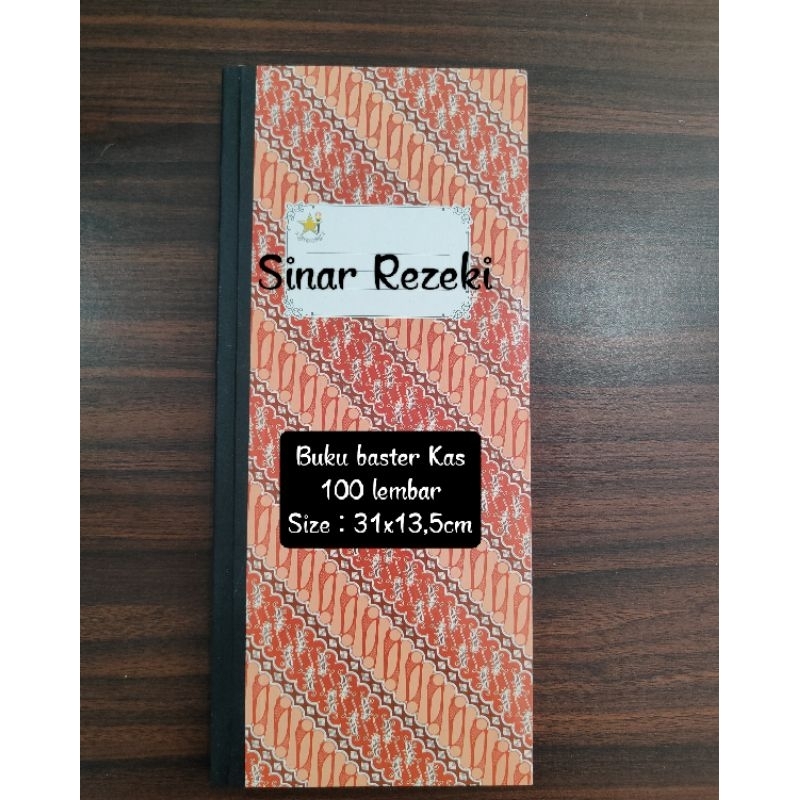 Sinar Rezeki
Buku baster Kas
100 lembar
Size : 31x13,5cm